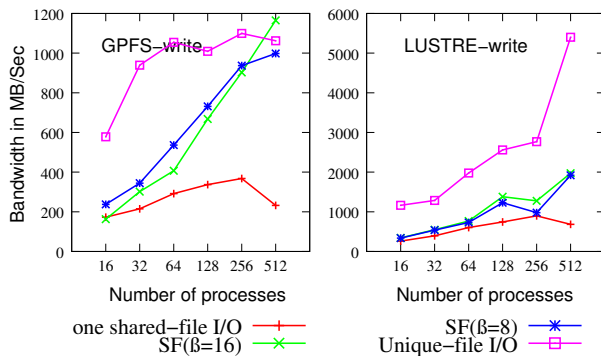 GPFS−write
LUSTRE−write
Bandwidth in MB/Sec
1200
1000
800
600
400
200
0
16 32 64 128 256 512
Number of processes
6000
5000
4000
3000
2000
1000
0
16 32 64 128 256 512
Number of processes
one shared−file I/O
SF(ß=16)
SF(ß=8)
Unique−file I/O